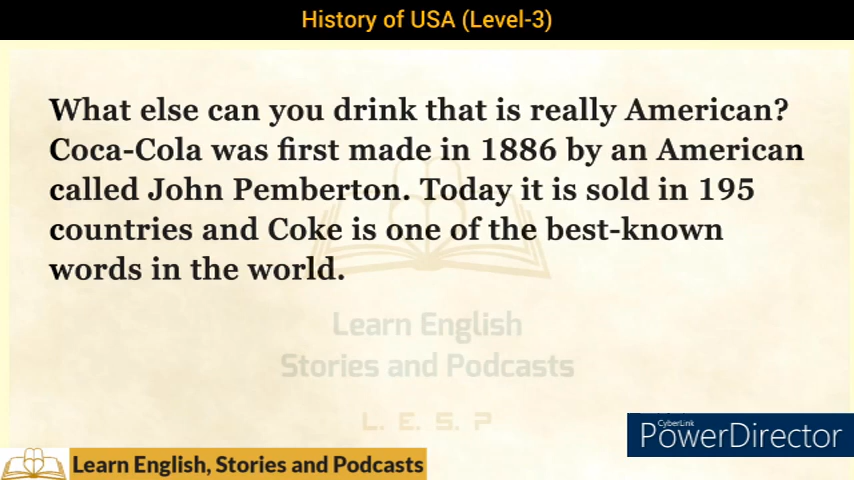 History of USA (Level-3)
What else can you drink that is really American?
Coca-Cola was first made in 1886 by an American
called John Pemberton. Today it is sold in 195
countries and Coke is one of the best-known
words in the world.
Learn English
Stories and Podcasts
L. E. S. P
CyberLink
PowerDirector
Learn English, Stories and Podcasts